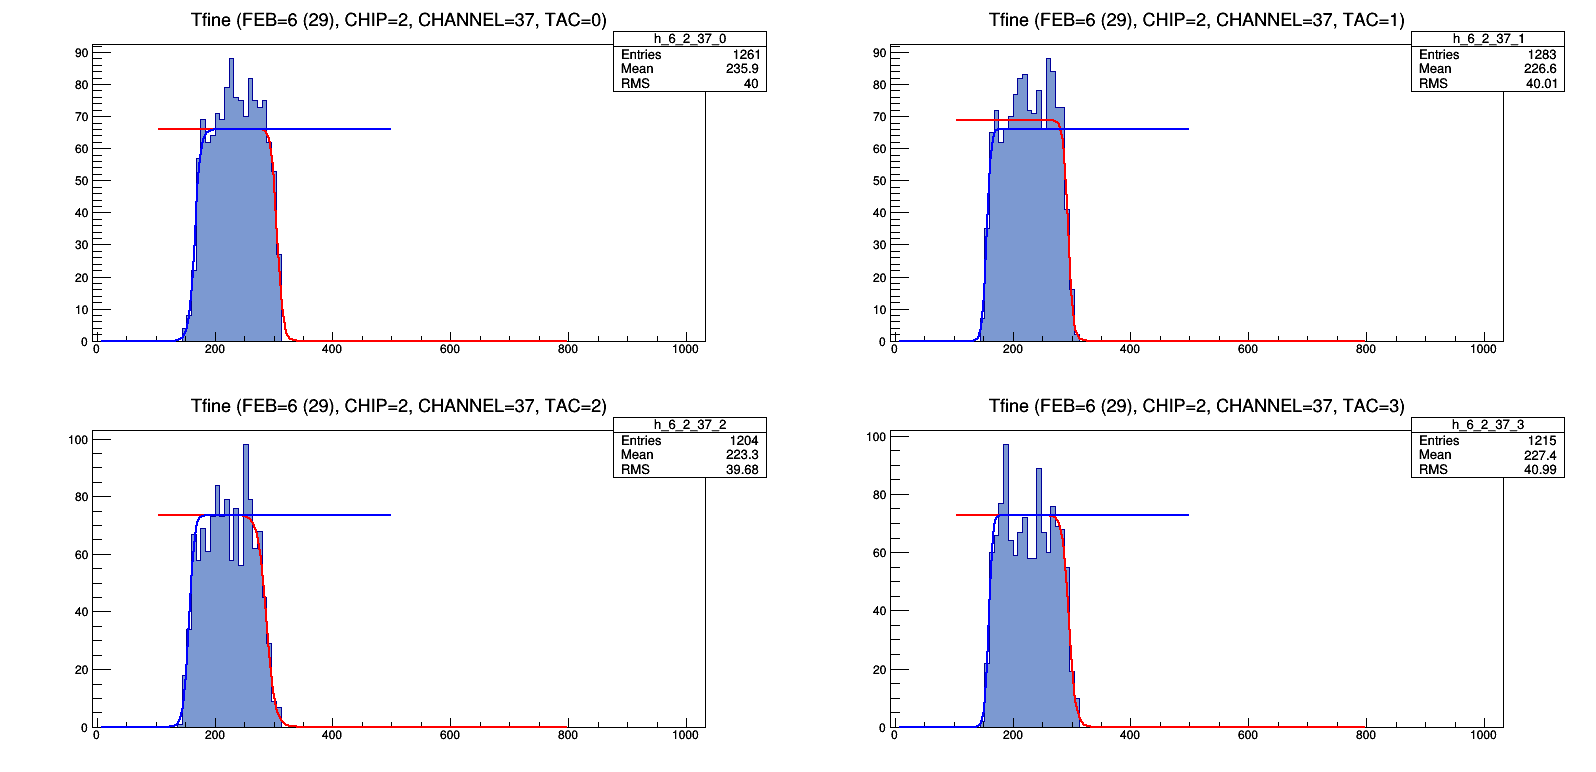 Tfine (FEB=6 (29), CHIP=2, CHANNEL=37, TAC=0)
h_6_2_37_0
Entries 1261
Mean 235.9
RMS 40
90
80
70
60
50
40
30
20
10
0
0 200 400 600 800 1000
Tfine (FEB=6 (29), CHIP=2, CHANNEL=37, TAC=1)
h_6_2_37_1
Entries 1283
Mean 226.6
RMS 40.01
90
80
70
60
50
40
30
20
10
0
0 200 400 600 800 1000
Tfine (FEB=6 (29), CHIP=2, CHANNEL=37, TAC=2)
h_6_2_37_2
Entries 1204
Mean 223.3
RMS 39.68
100
80
60
40
20
0
0 200 400 600 800 1000
Tfine (FEB=6 (29), CHIP=2, CHANNEL=37, TAC=3)
h_6_2_37_3
Entries 1215
Mean 227.4
RMS 40.99
100
80
60
40
20
0
0 200 400 600 800 1000